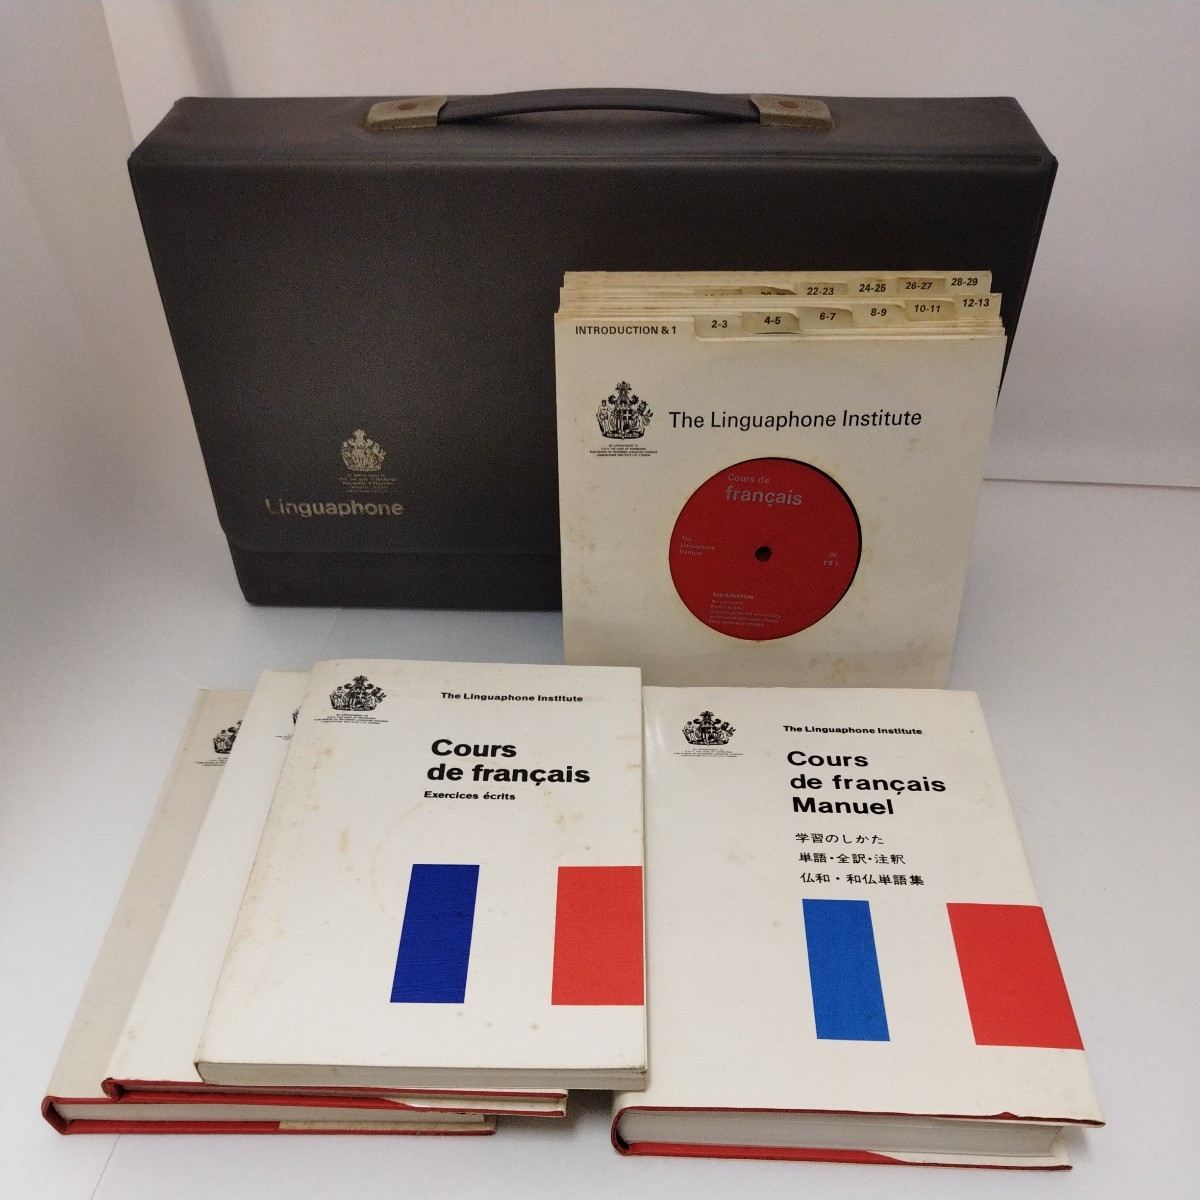 Linguaphone
28-29
26-27
24-25
22-23
12-13
10-11
8-9
6-7
4-5
2-3
INTRODUCTION & 1
The Linguaphone Institute
Cours de
français
The
Linguaphone
Institute
Introduction
The Linguaphone Institute
Cours
de français
Exercices écrits
The Linguaphone Institute
Cours
de français
Manuel
学習のしかた
単語・全訳・注釈
仏和・和仏単語集